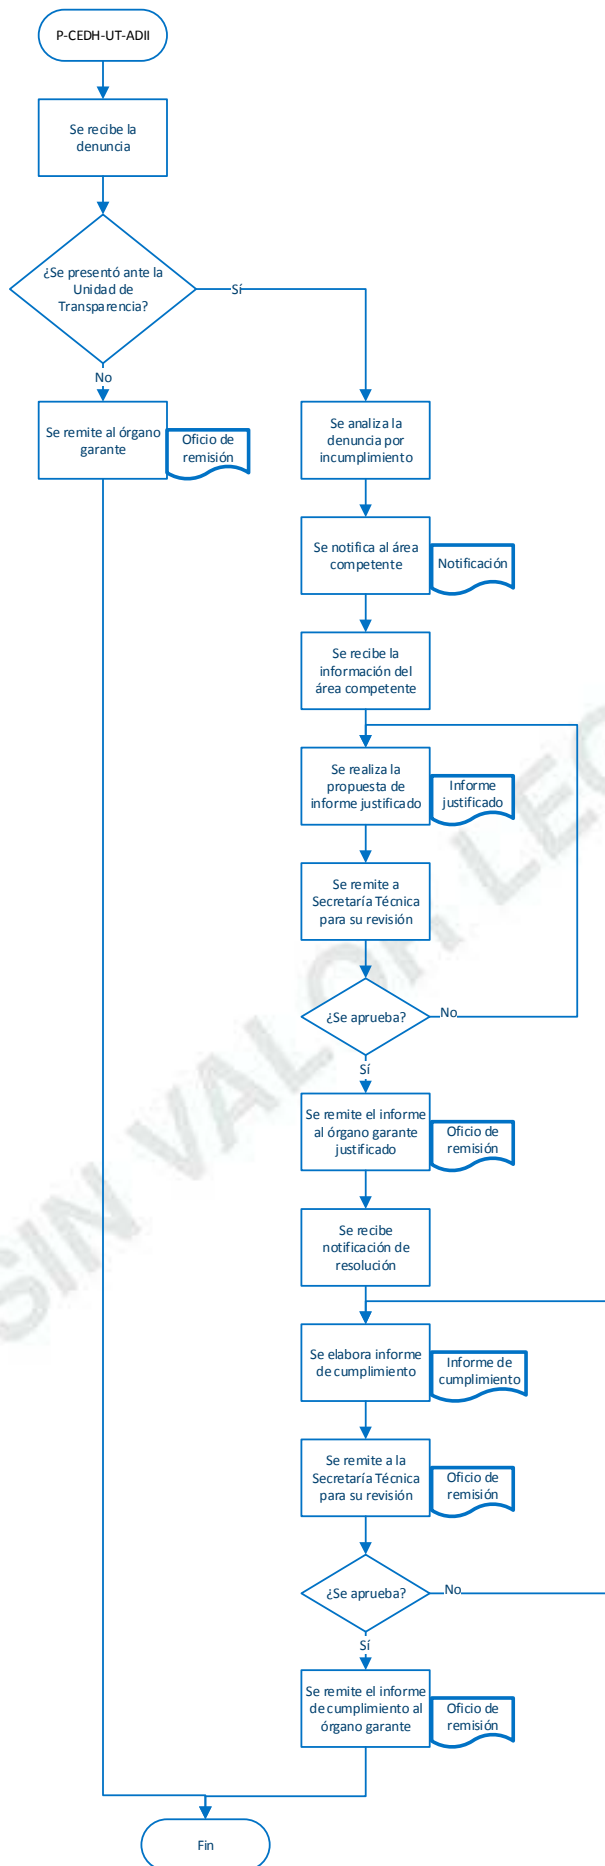 P-CEDH-UT-ADII
Se recibe la
denuncia
¿Se presentó ante la
Unidad de
Transparencia?
Sí
No
Se remite al órgano
garante
Oficio de
remisión
Se analiza la
denuncia por
incumplimiento
Se notifica al área
competente
Notificación
Se recibe la
información del
área competente
Se realiza la
propuesta de
informe justificado
Informe
justificado
Se remite a
Secretaría Técnica
para su revisión
¿Se aprueba?
No
Sí
Se remite el informe
al órgano garante
justificado
Oficio de
remisión
Se recibe
notificación de
resolución
Se elabora informe
de cumplimiento
Informe de
cumplimiento
Se remite a la
Secretaría Técnica
para su revisión
Oficio de
remisión
¿Se aprueba?
No
Sí
Se remite el informe
de cumplimiento al
órgano garante
Oficio de
remisión
Fin
SIN VALOR LEG